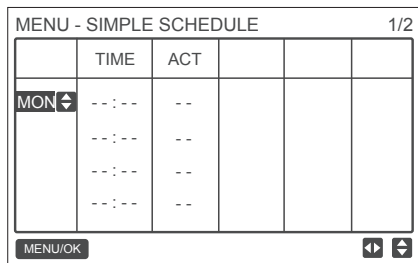 MENU - SIMPLE SCHEDULE 1/2
TIME ACT
MON --:-- --
--:-- --
--:-- --
--:-- --
MENU/OK